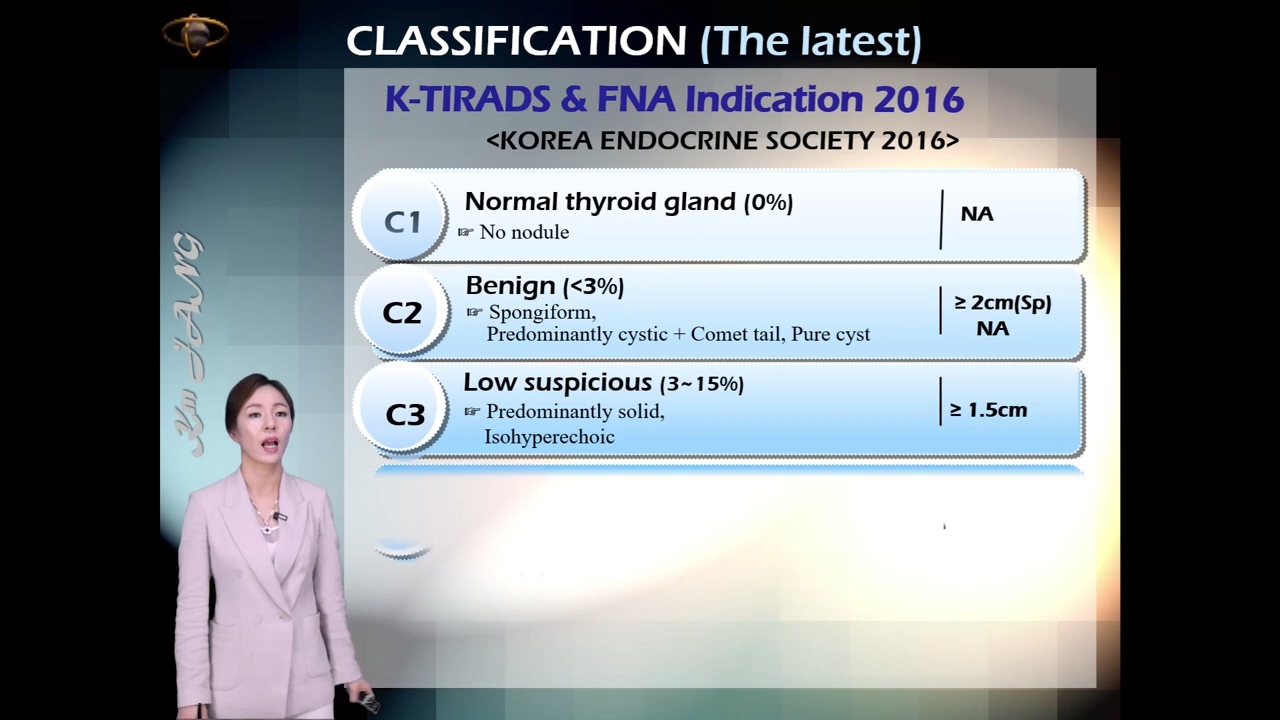 CLASSIFICATION (The latest)
K-TIRADS & FNA Indication 2016
<KOREA ENDOCRINE SOCIETY 2016>
C1
Normal thyroid gland (0%)
☞ No nodule
NA
C2
Benign (<3%)
☞ Spongiform,
Predominantly cystic + Comet tail, Pure cyst
≥ 2cm(Sp)
NA
C3
Low suspicious (3~15%)
☞ Predominantly solid,
Isohyperechoic
≥ 1.5cm
Km JANG